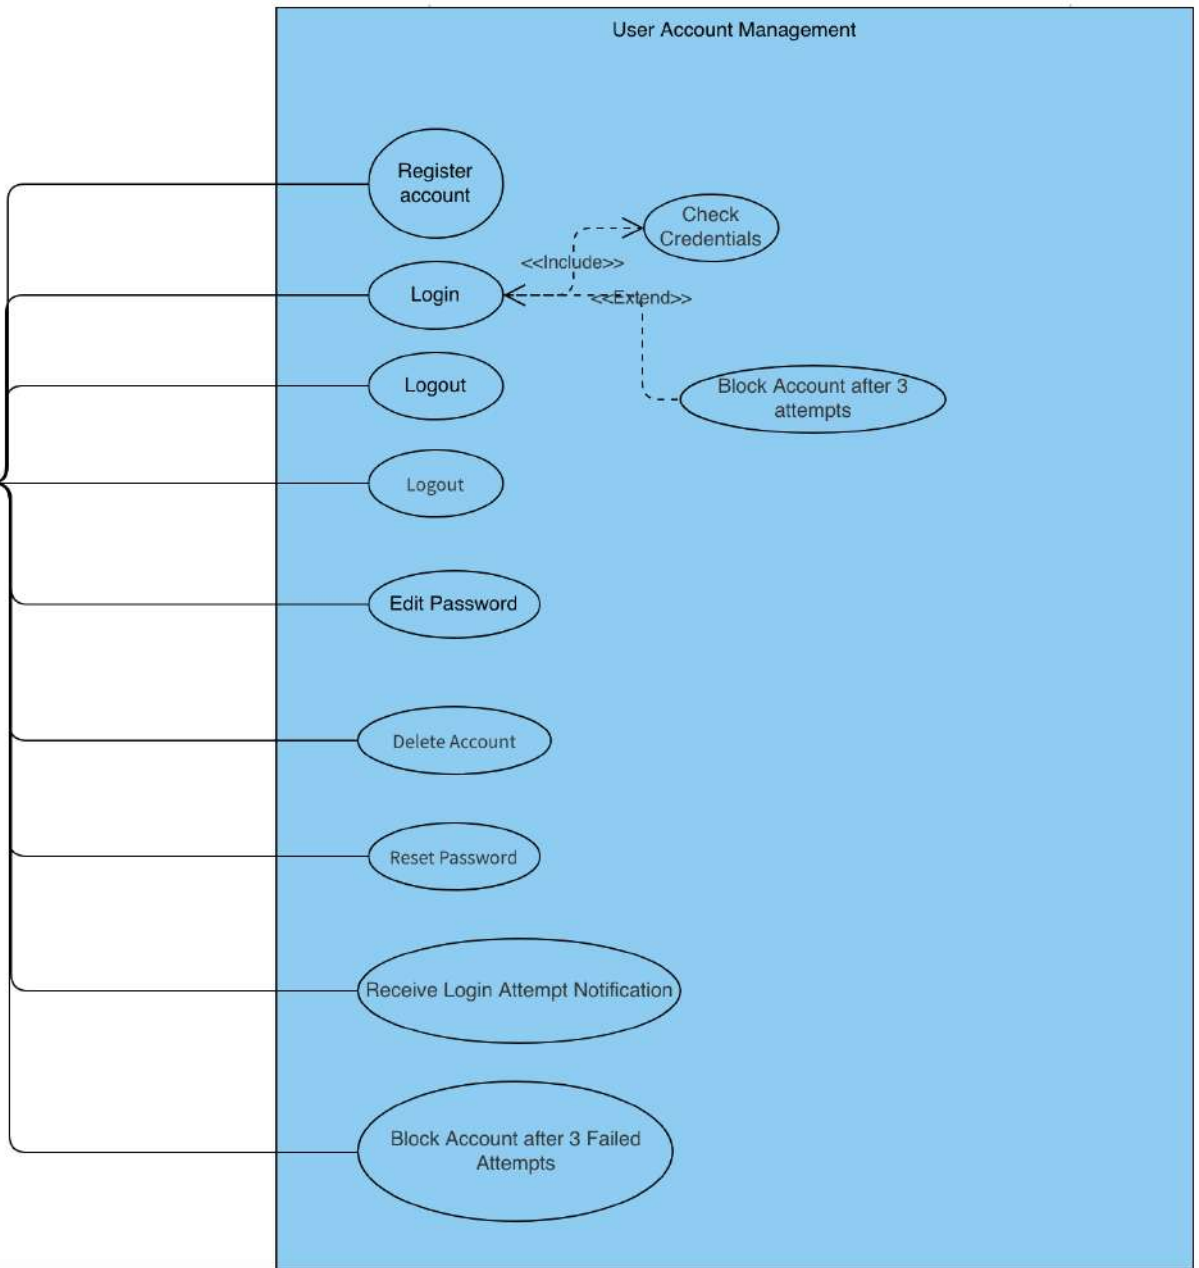 User Account Management
Register
account
Check
Credentials
<<Include>>
Login
<<Extend>>
Logout
Block Account after 3
attempts
Logout
Edit Password
Delete Account
Reset Password
Receive Login Attempt Notification
Block Account after 3 Failed
Attempts